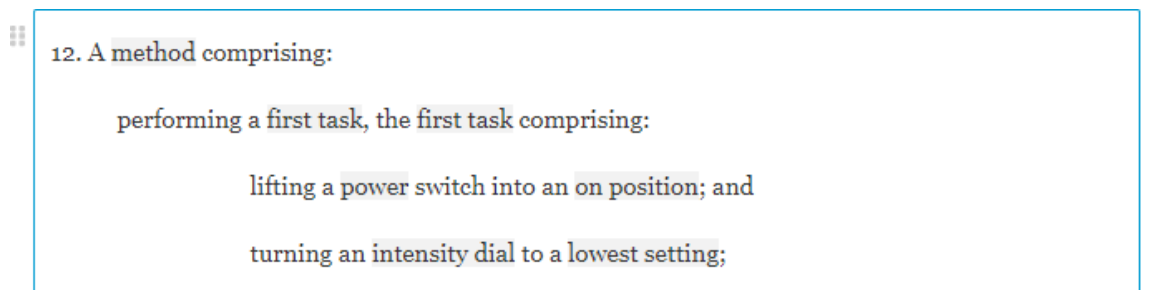 12. A method comprising:
performing a first task, the first task comprising:
lifting a power switch into an on position; and
turning an intensity dial to a lowest setting;